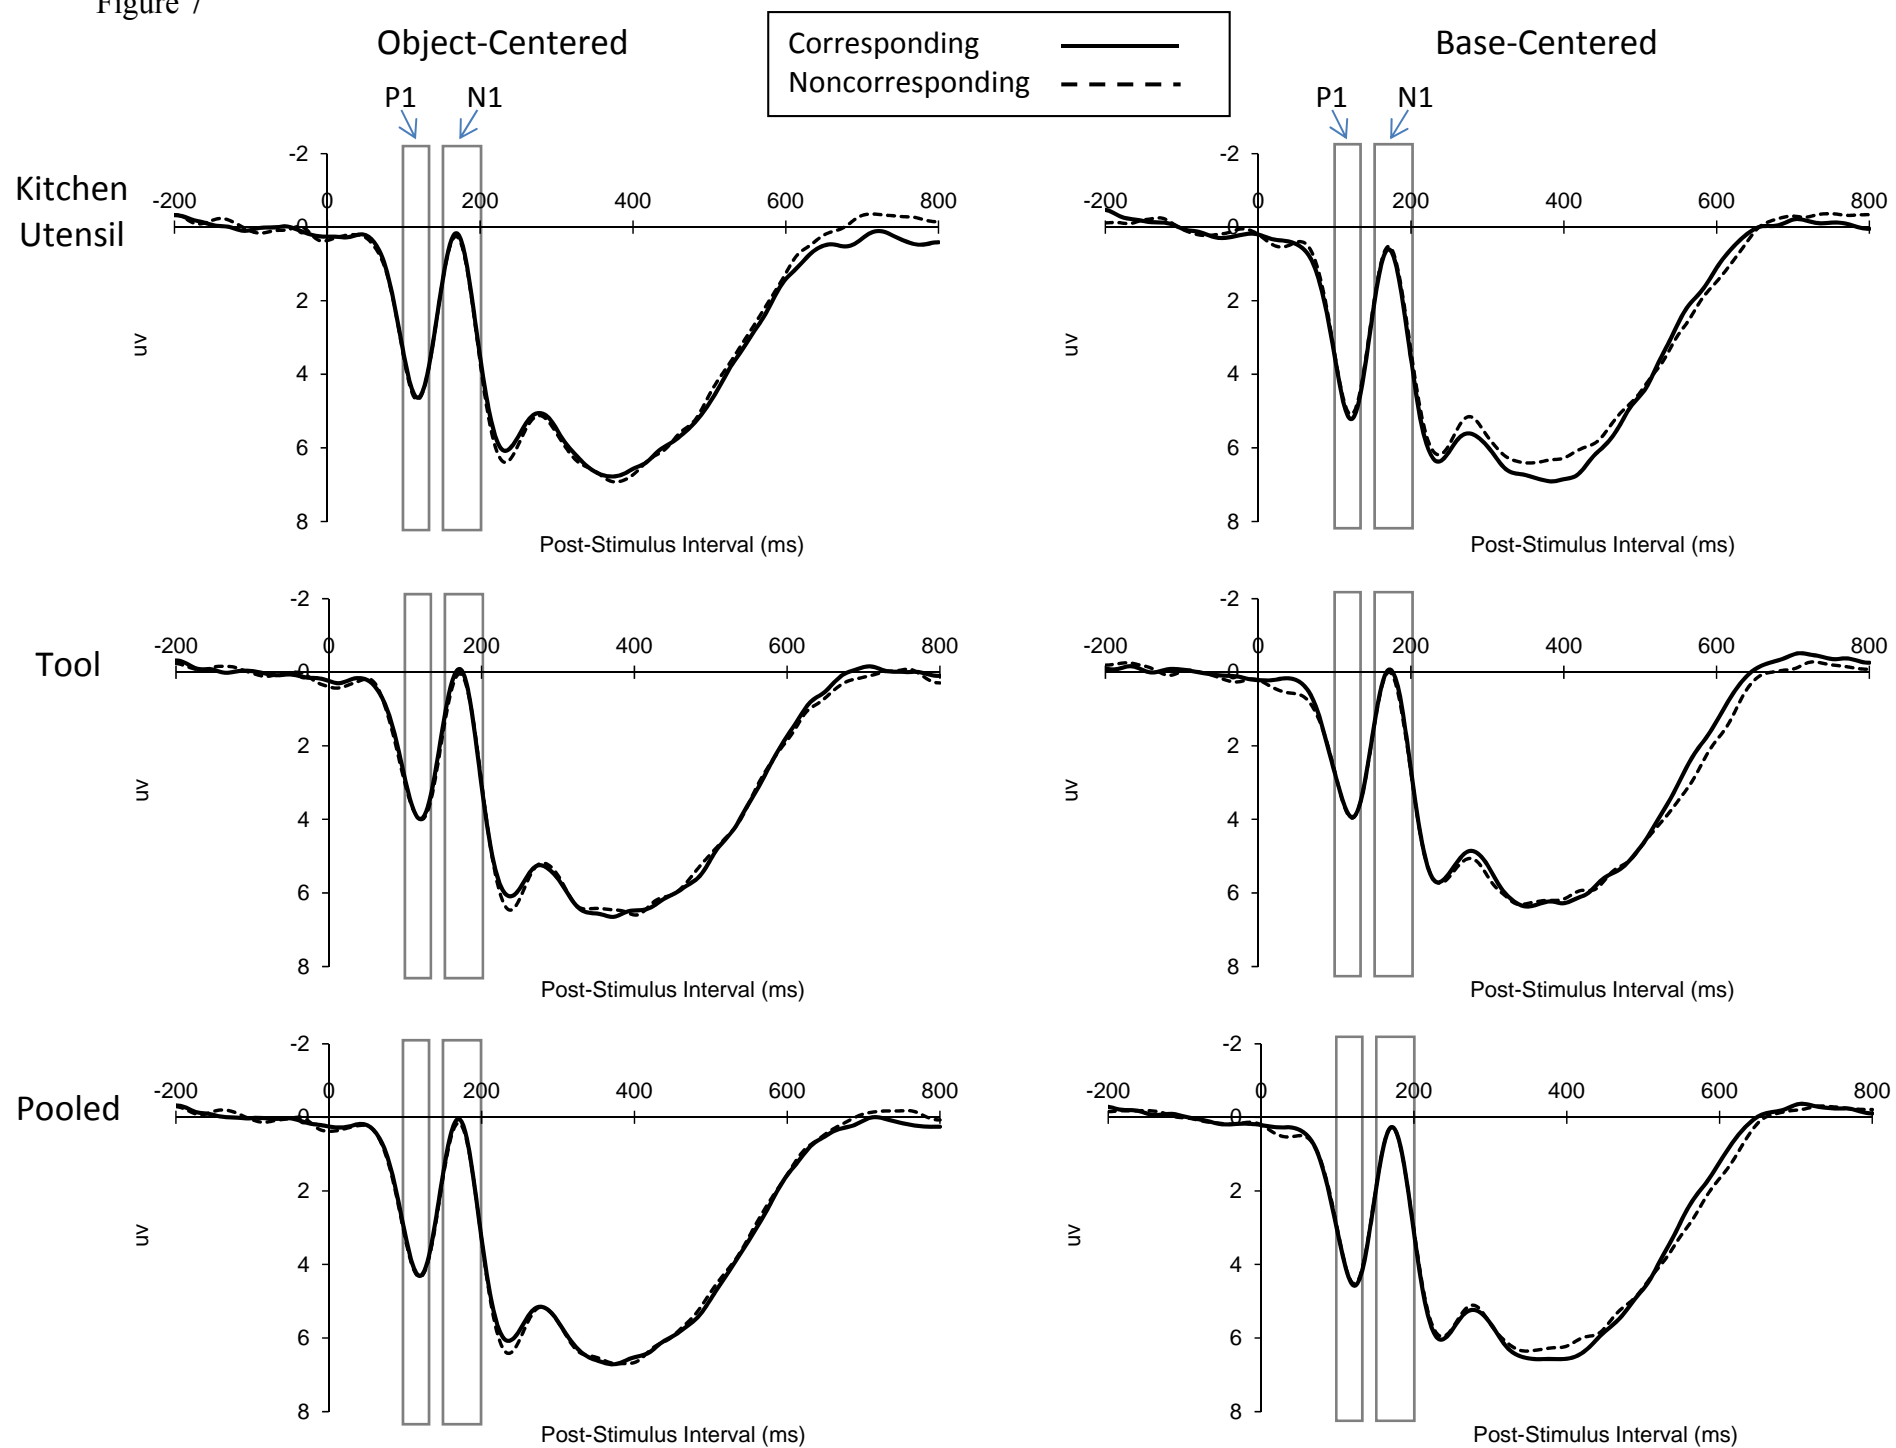 Figure 7
Object-Centered
Corresponding
Noncorresponding
Base-Centered
P1 N1
P1 N1
Kitchen
Utensil
-2
-200 0 200 400 600 800
0
2
4
6
8
uv
Post-Stimulus Interval (ms)
-2
-200 0 200 400 600 800
0
2
4
6
8
uv
Post-Stimulus Interval (ms)
Tool
-2
-200 0 200 400 600 800
0
2
4
6
8
uv
Post-Stimulus Interval (ms)
-2
-200 0 200 400 600 800
0
2
4
6
8
uv
Post-Stimulus Interval (ms)
Pooled
-2
-200 0 200 400 600 800
0
2
4
6
8
uv
Post-Stimulus Interval (ms)
-2
-200 0 200 400 600 800
0
2
4
6
8
uv
Post-Stimulus Interval (ms)